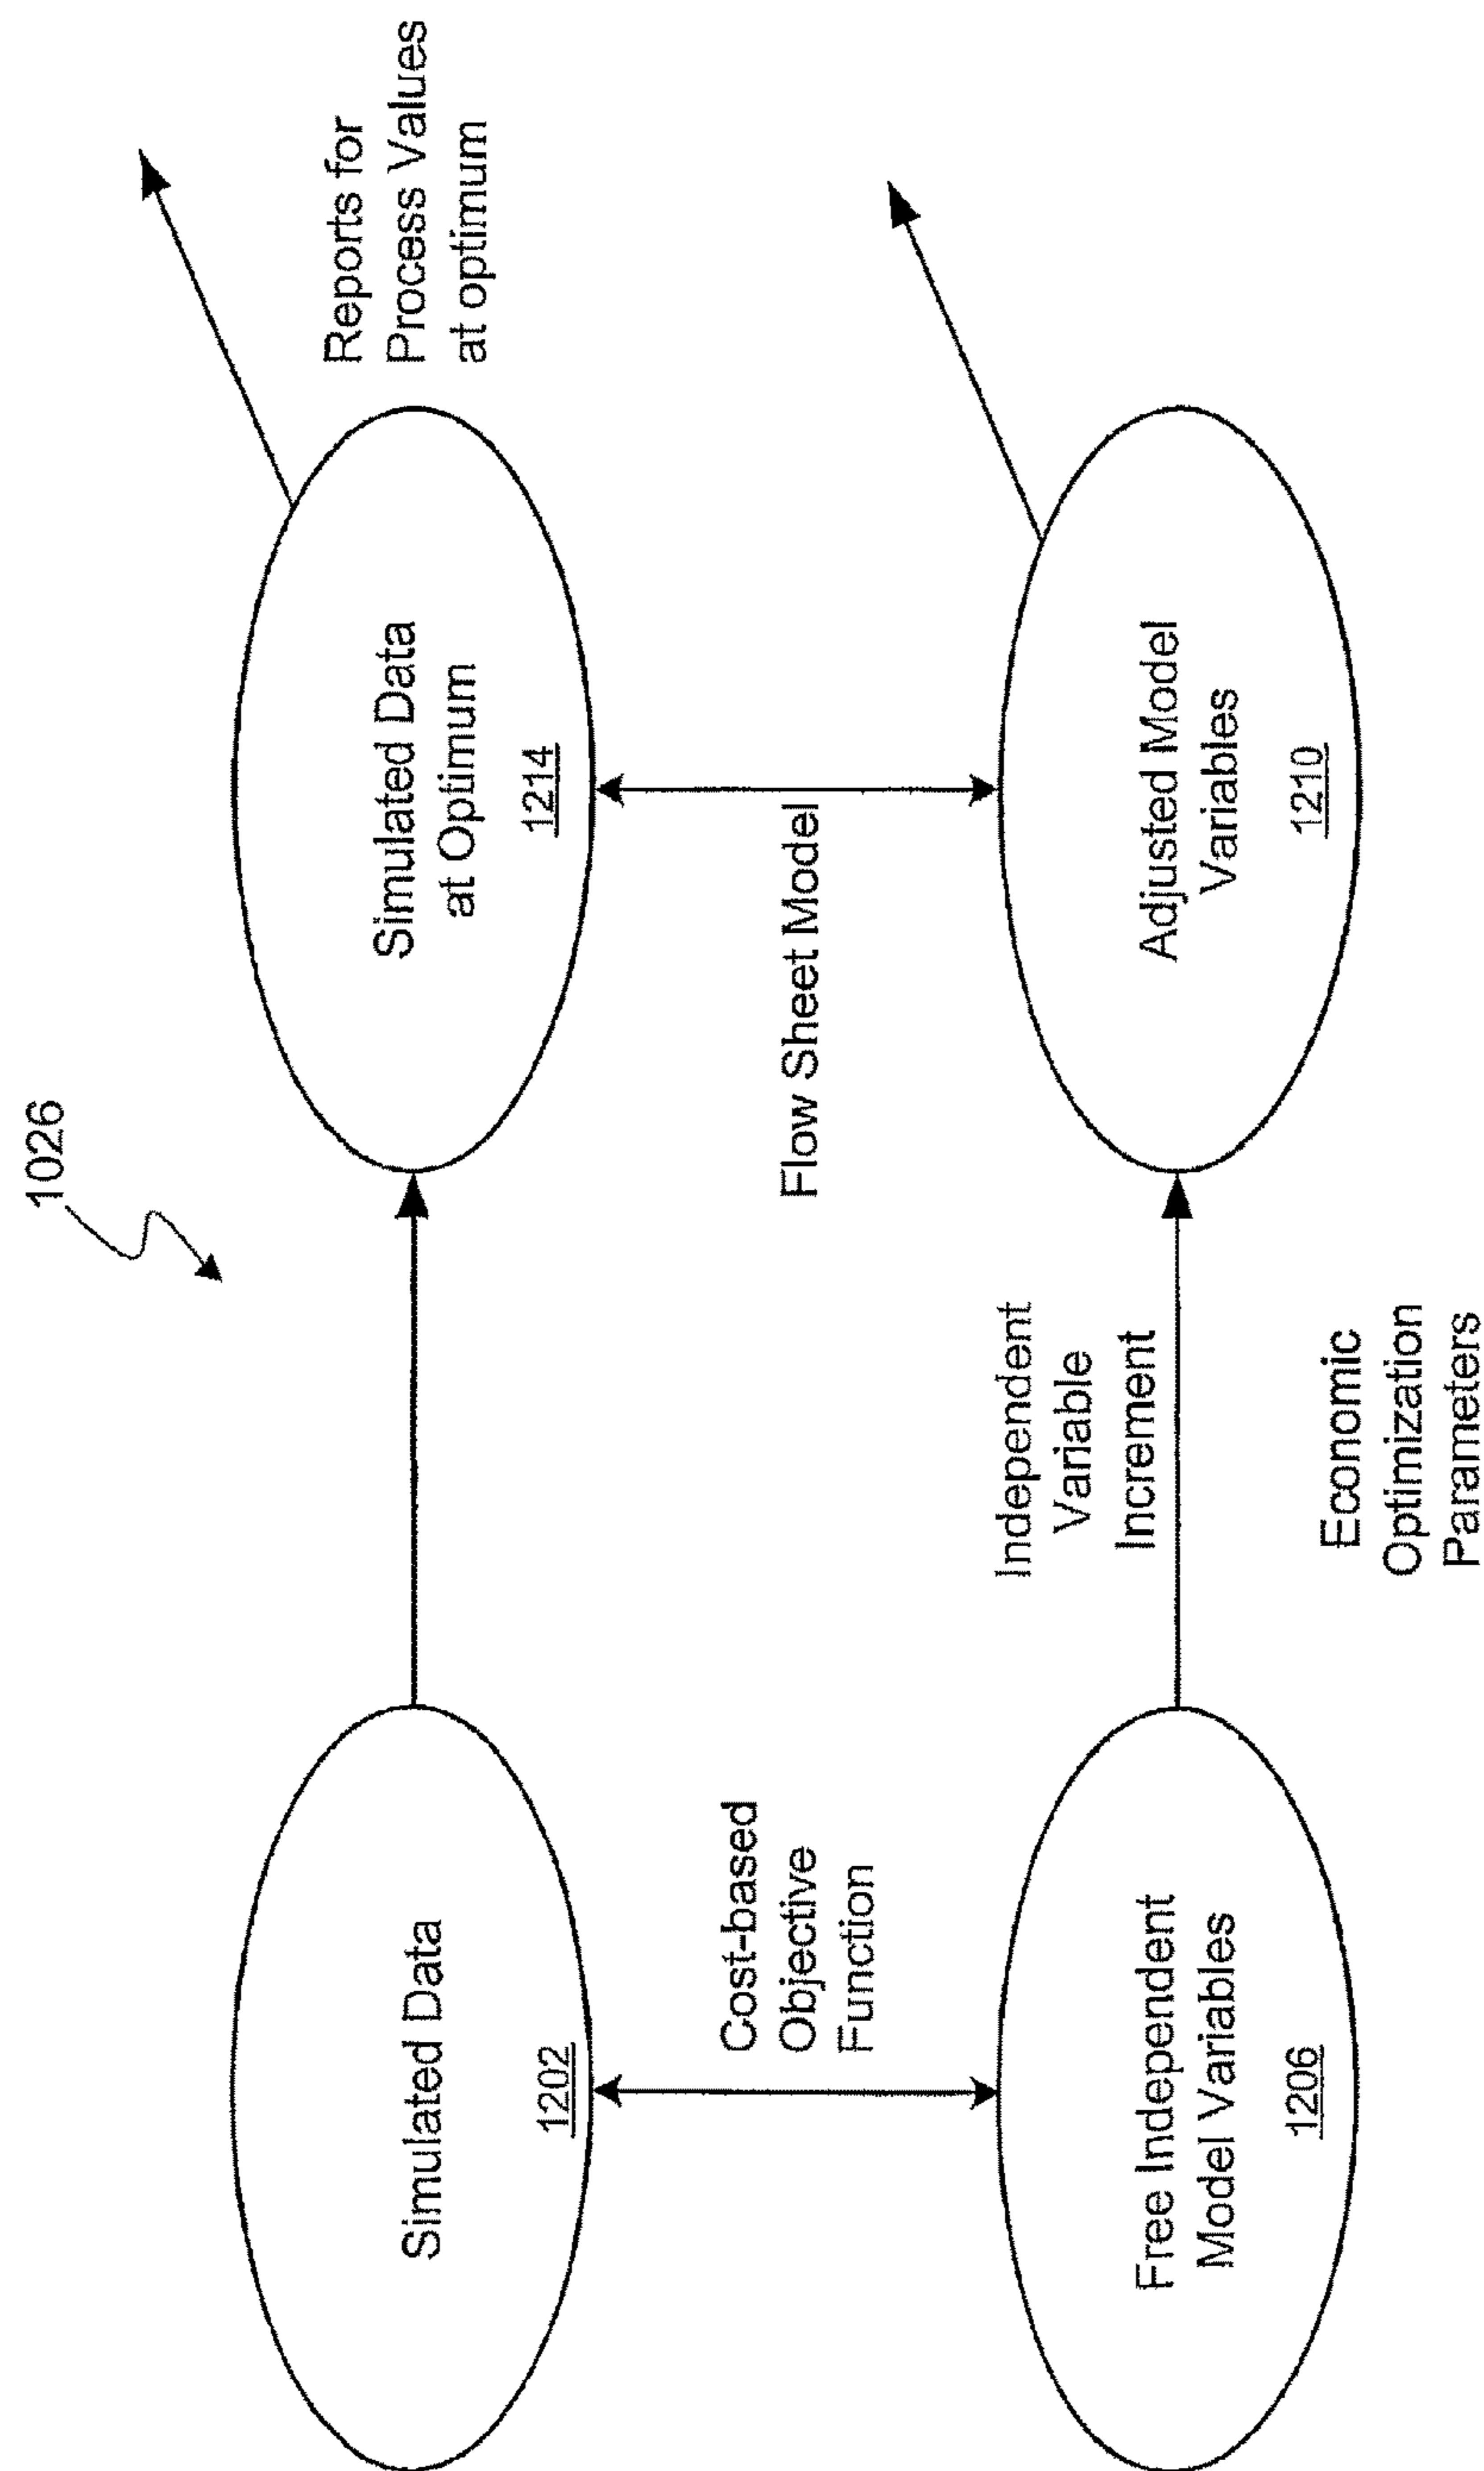 1026
Simulated Data
1202
Simulated Data
at Optimum
1214
Reports for
Process Values
at optimum
Cost-based
Objective
Function
Flow Sheet Model
Free Independent
Model Variables
1206
Independent
Variable
Increment
Economic
Optimization
Parameters
Adjusted Model
Variables
1210